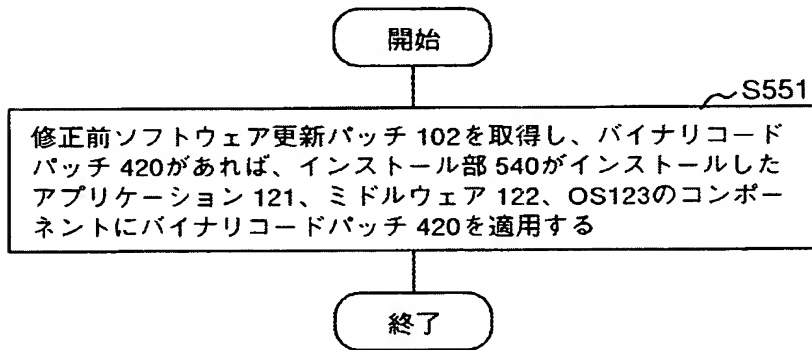 開始
S551
修正前ソフトウェア更新パッチ 102を取得し、バイナリコード
パッチ 420があれば、インストール部 540がインストールした
アプリケーション 121、ミドルウェア 122、OS123のコンポー
ネントにバイナリコードパッチ 420を適用する
終了